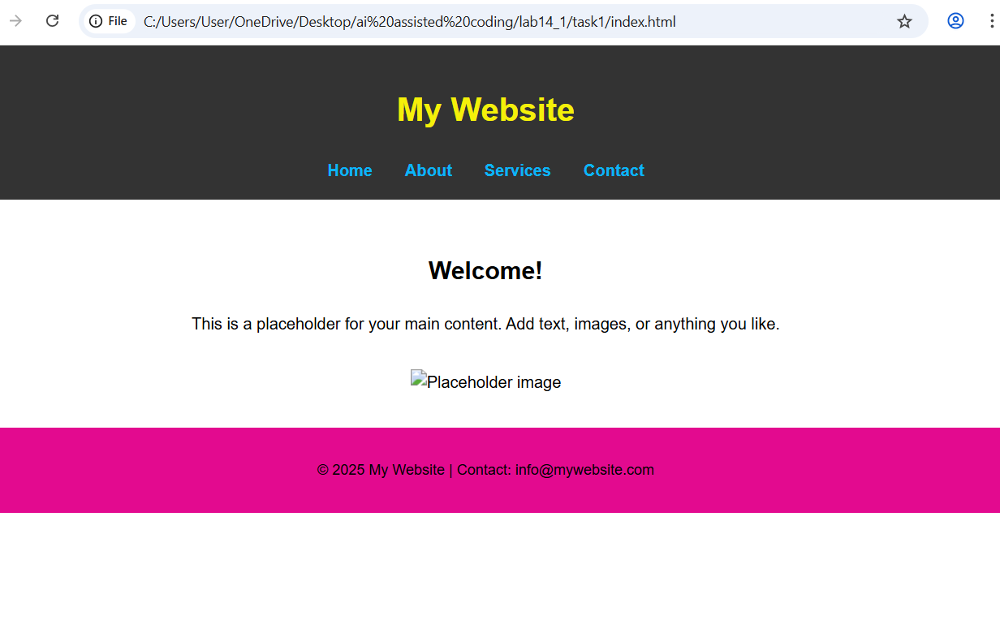 File C:/Users/User/OneDrive/Desktop/ai%20assisted%20coding/lab14_1/task1/index.html
My Website
Home About Services Contact
Welcome!
This is a placeholder for your main content. Add text, images, or anything you like.
Placeholder image
© 2025 My Website | Contact: info@mywebsite.com